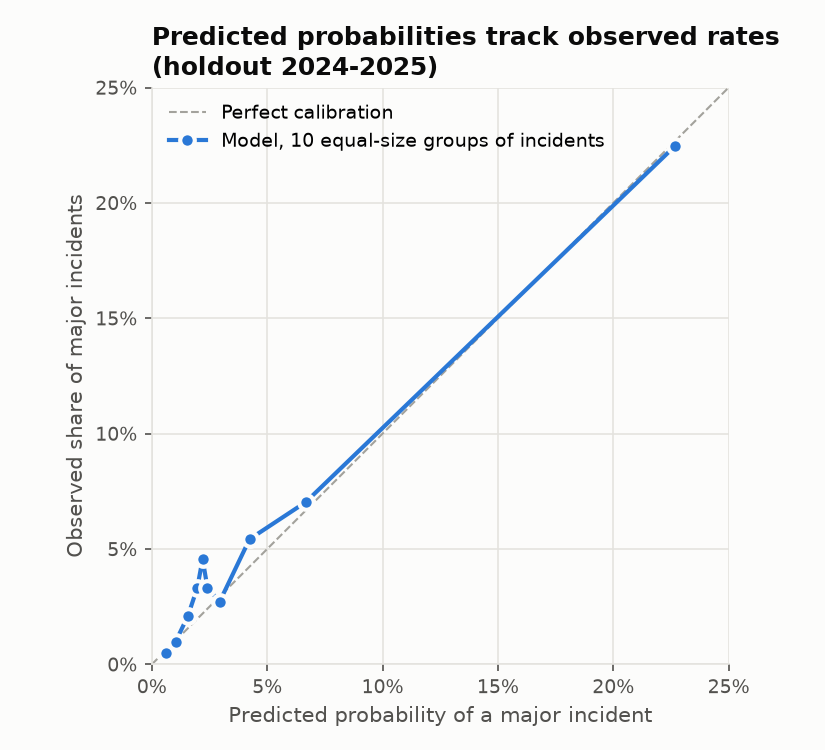 Predicted probabilities track observed rates
(holdout 2024-2025)
25%
Perfect calibration
Model, 10 equal-size groups of incidents
20%
15%
10%
5%
0%
Observed share of major incidents
0%
5%
10%
15%
20%
25%
Predicted probability of a major incident